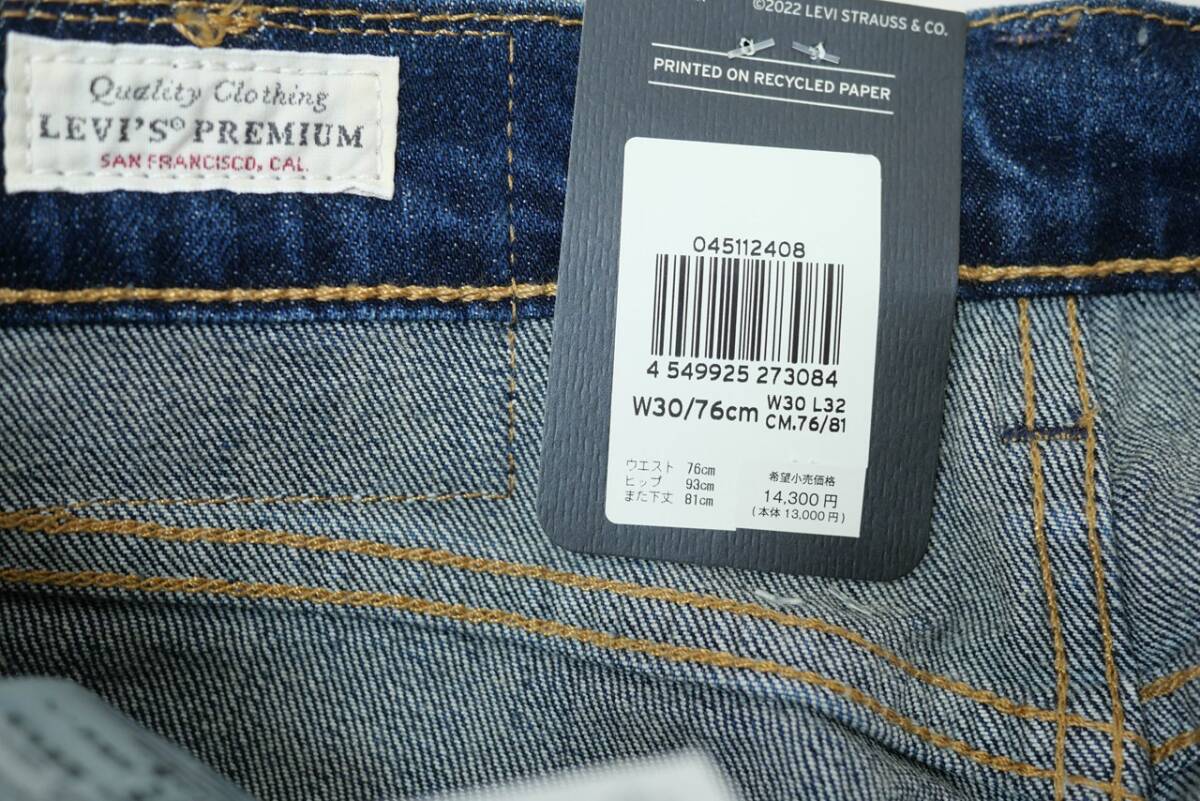 Quality Clothing
LEVI'S® PREMIUM
SAN FRANCISCO, CAL.
©2022 LEVI STRAUSS & CO.
PRINTED ON RECYCLED PAPER
045112408
4 549925 273084
W30/76cm W30 L32
CM.76/81
ウエスト 76cm
ヒップ 93cm
また下丈 81cm
希望小売価格
14,300円
(本体13,000円)